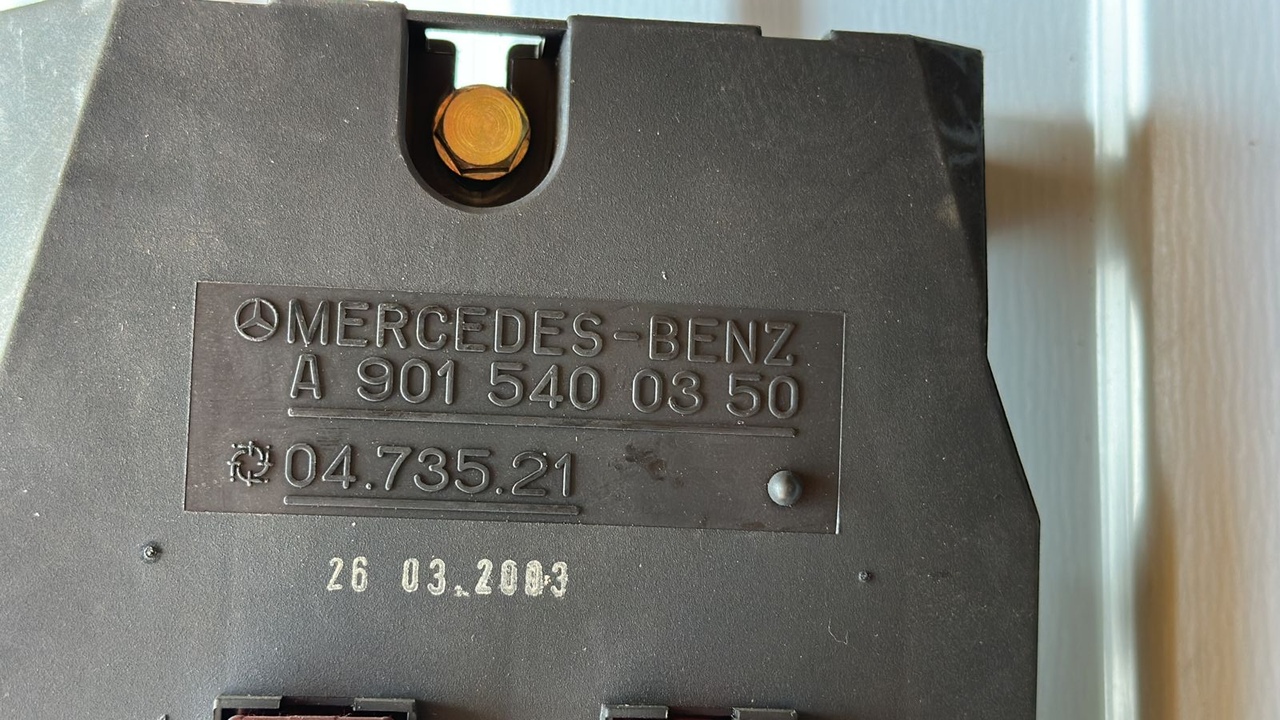 MERCEDES-BENZ
A 901 540 03 50
04.735.21
26 03.2003